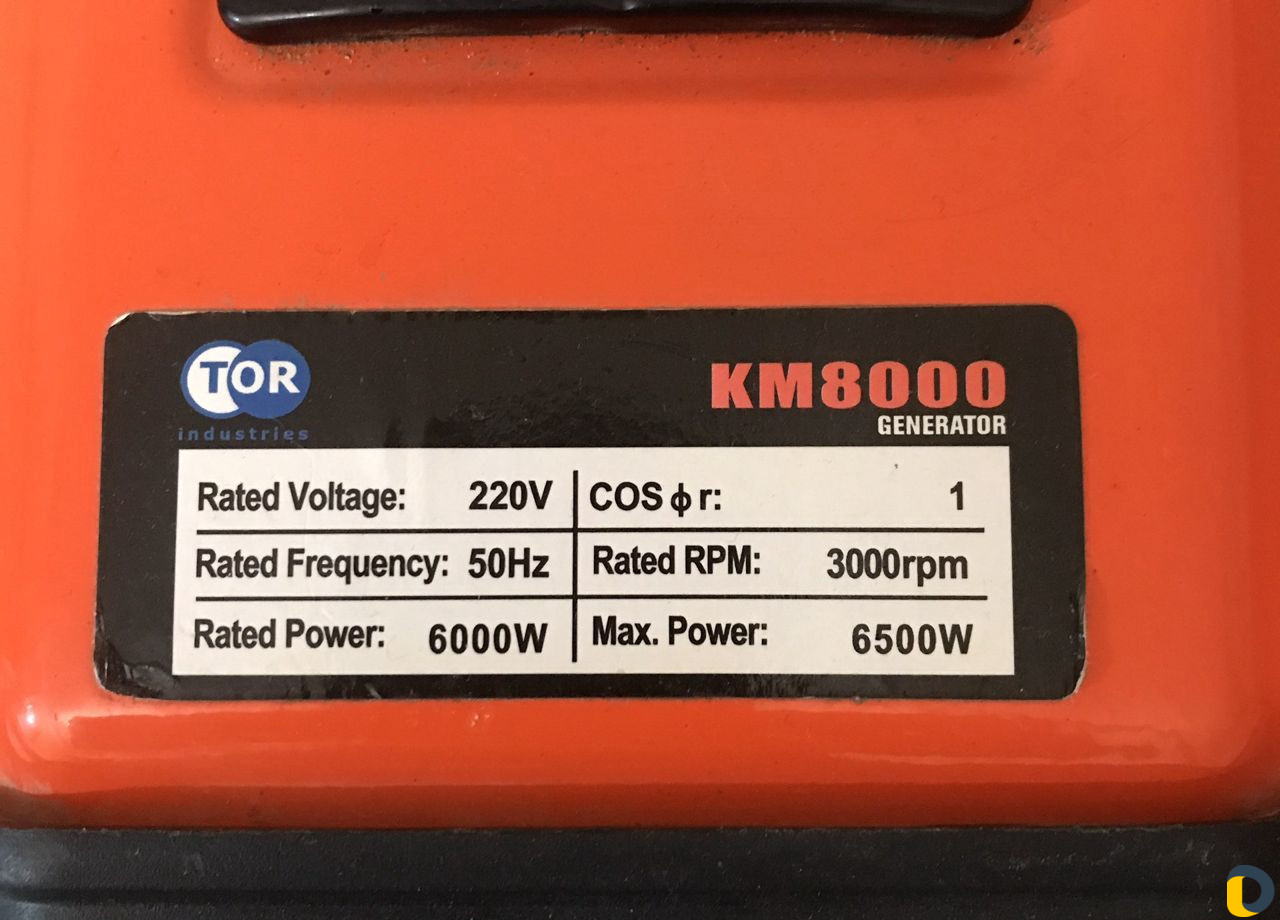 TOR
industries
KM8000
GENERATOR
Rated Voltage: 220V COS ϕ r: 1
Rated Frequency: 50Hz Rated RPM: 3000rpm
Rated Power: 6000W Max. Power: 6500W